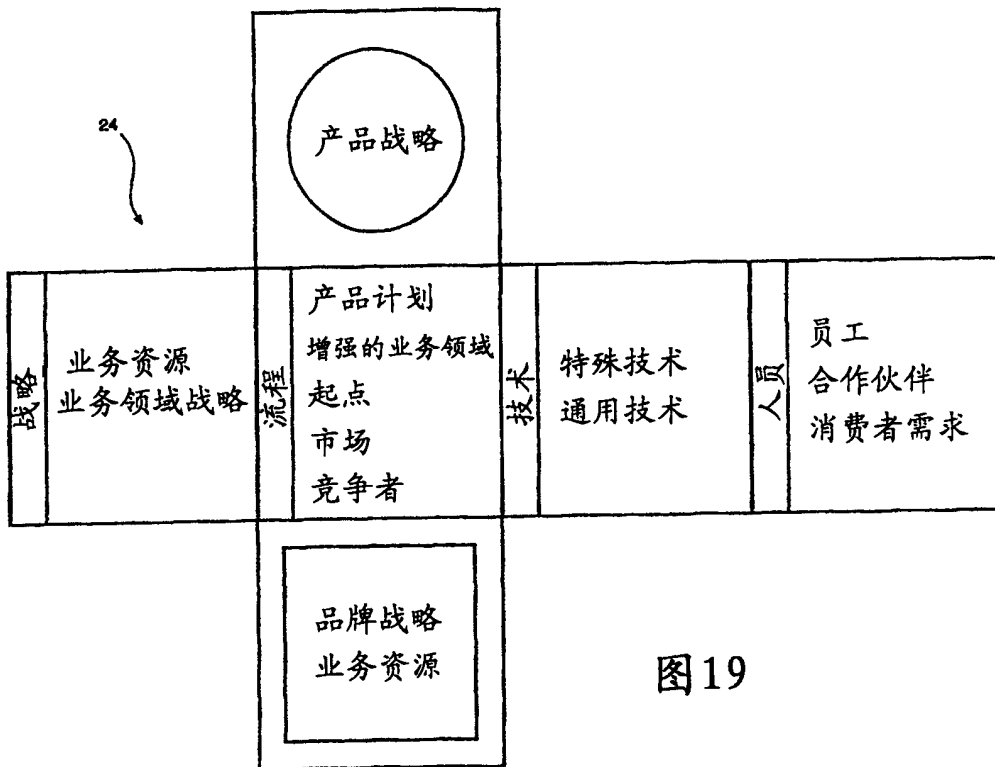 24
产品战略
战略
业务资源
业务领域战略
流程
产品计划
增强的业务领域
起点
市场
竞争者
技术
特殊技术
通用技术
人员
员工
合作伙伴
消费者需求
品牌战略
业务资源
图19